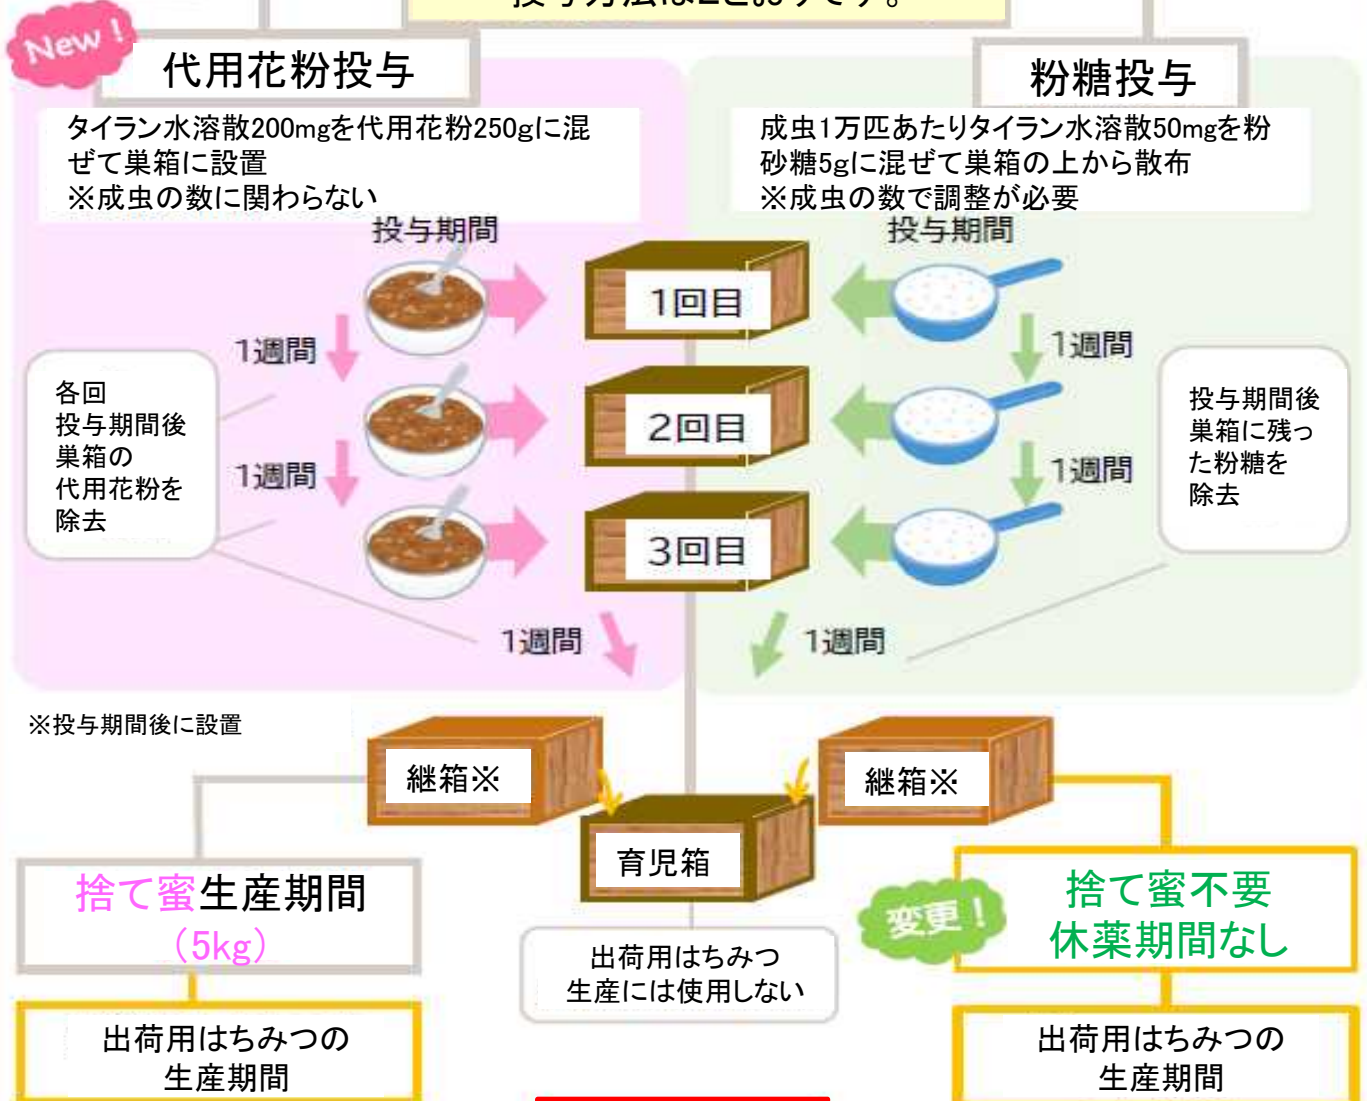 投与方法は2とおりです。
New！
代用花粉投与
タイラン水溶散200mgを代用花粉250gに混
ぜて巣箱に設置
※成虫の数に関わらない
投与期間
粉糖投与
成虫1万匹あたりタイラン水溶散50mgを粉
砂糖5gに混ぜて巣箱の上から散布
※成虫の数で調整が必要
投与期間
1回目
1週間
1週間
各回
投与期間後
巣箱の
代用花粉を
除去
2回目
投与期間後
巣箱に残っ
た粉糖を
除去
1週間
1週間
3回目
1週間
1週間
※投与期間後に設置
継箱※
継箱※
育児箱
捨て蜜生産期間
（5kg）
出荷用はちみつ
生産には使用しない
変更！
捨て蜜不要
休薬期間なし
出荷用はちみつの
生産期間
出荷用はちみつの
生産期間